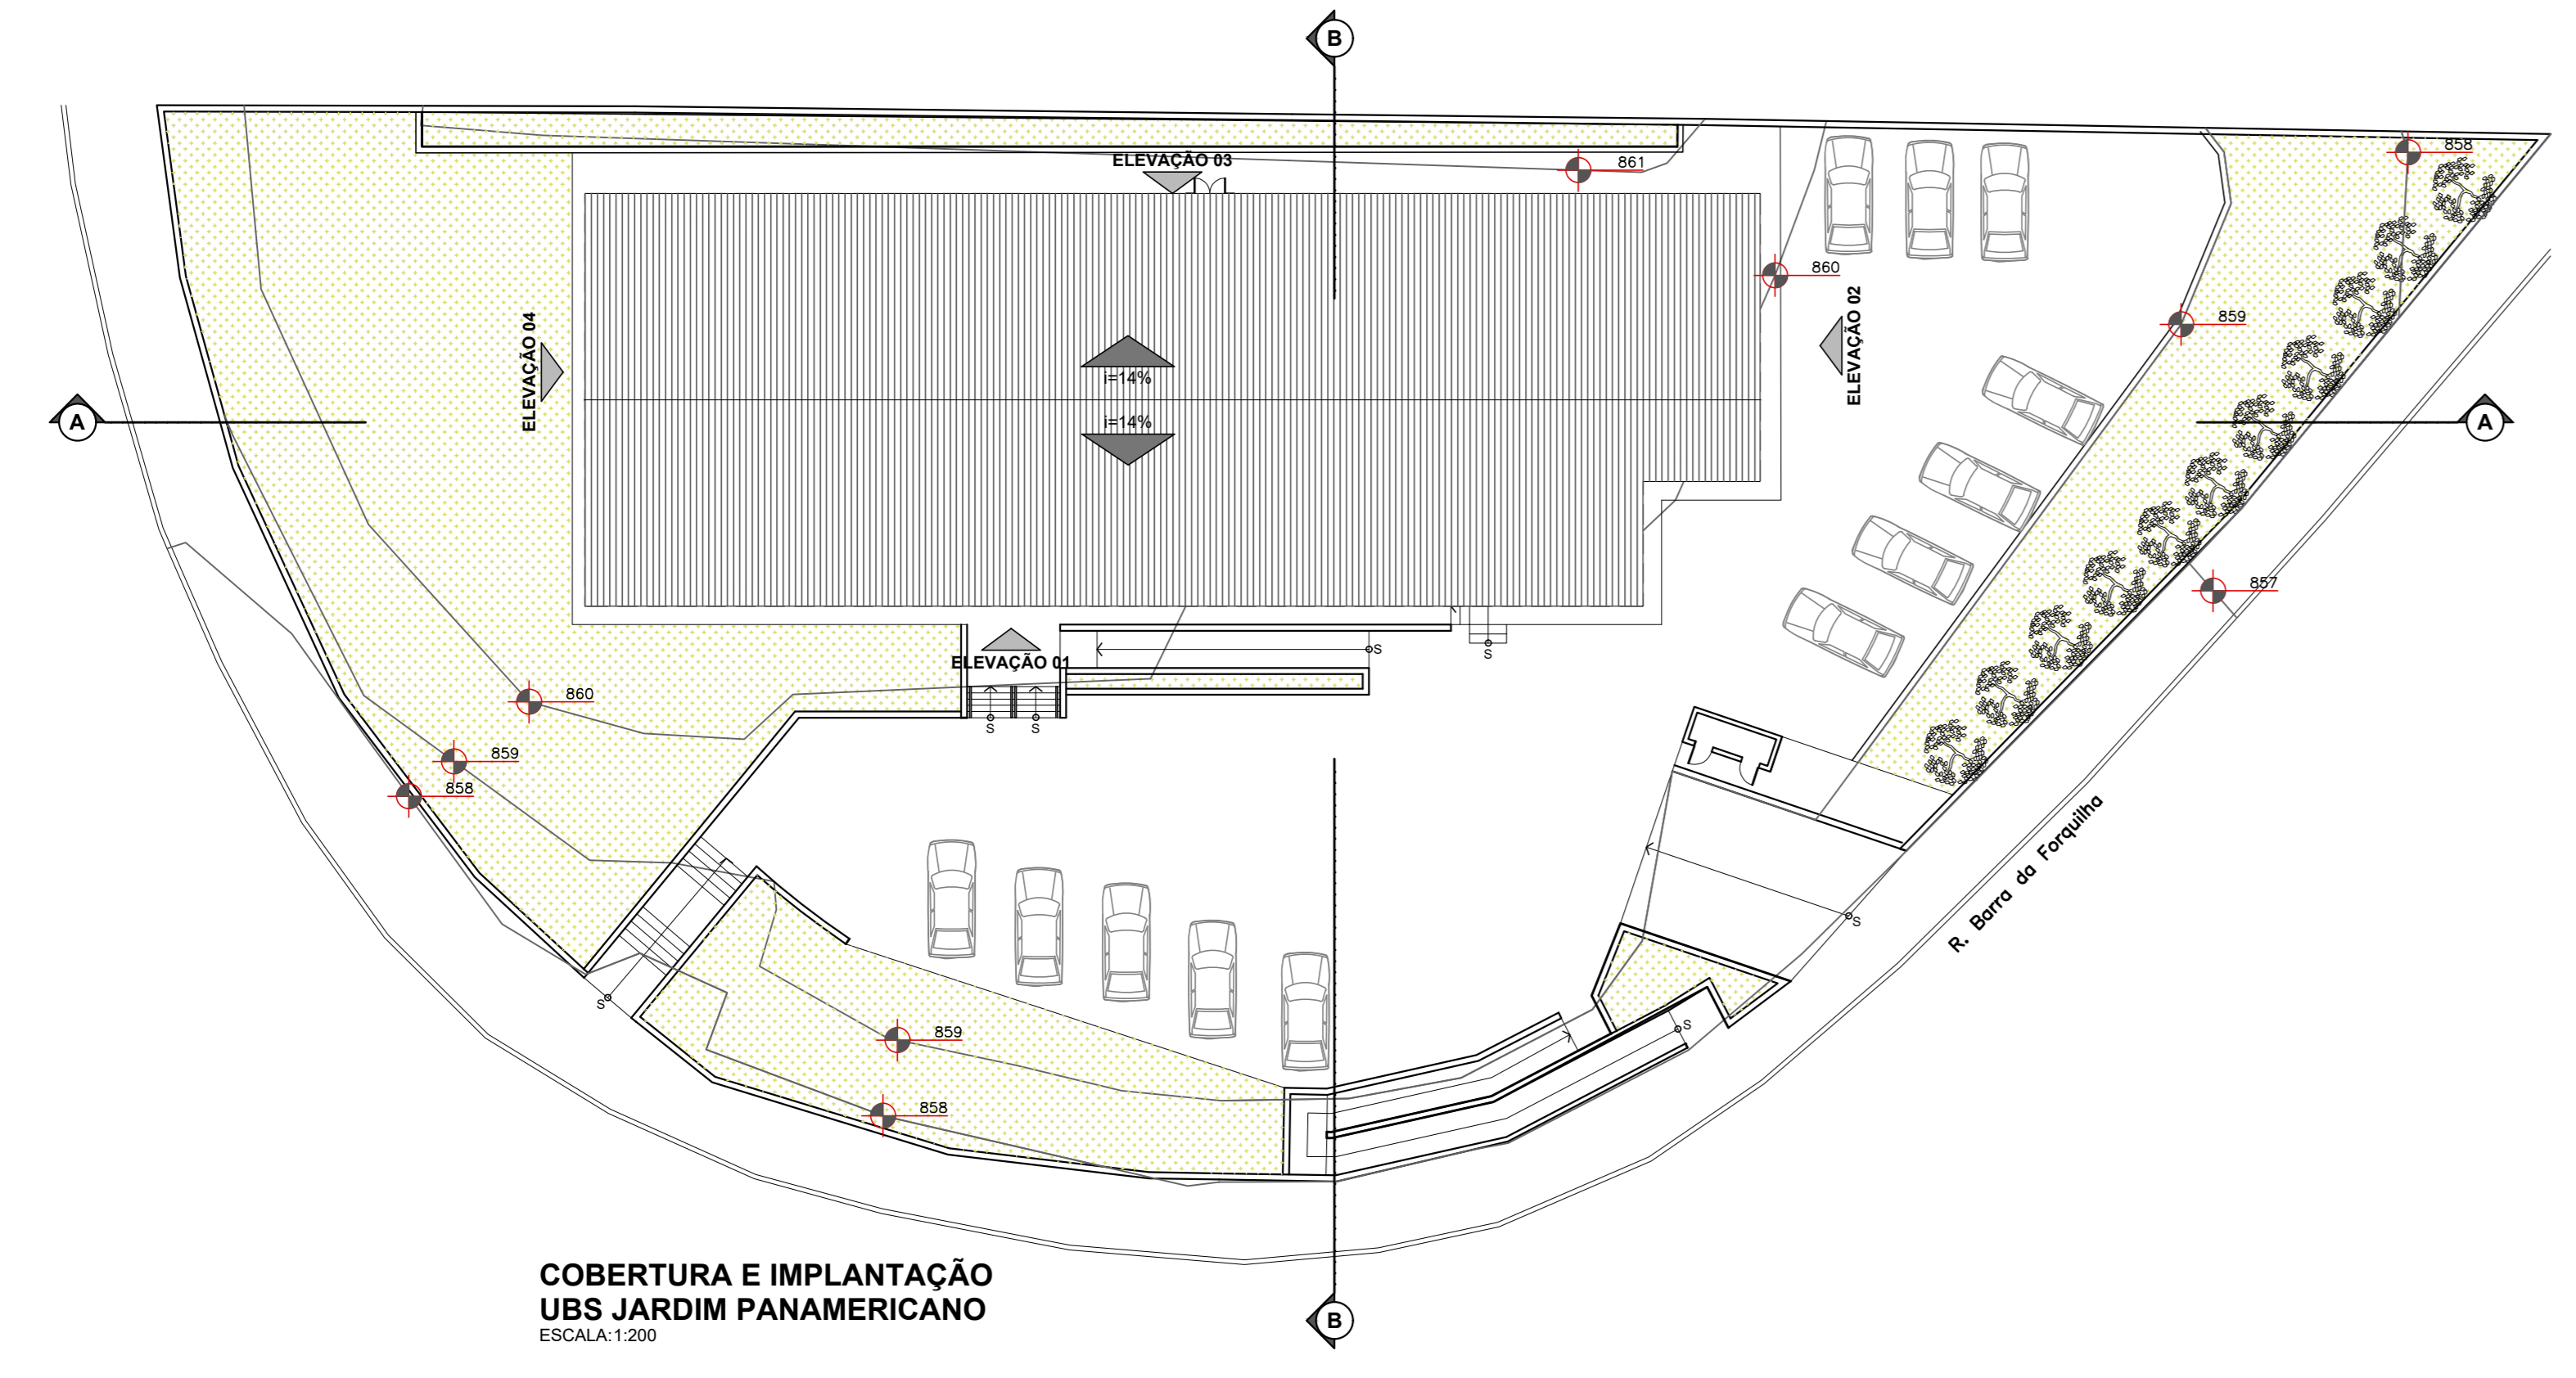 B
858
ELEVAÇÃO 03
861
860
ELEVAÇÃO 02
859
ELEVAÇÃO 04
i=14%
i=14%
A
A
857
ELEVAÇÃO 01
S
S
860
S
S
859
858
R. Barra da Forquilha
S
S
859
S
858
COBERTURA E IMPLANTAÇÃO
UBS JARDIM PANAMERICANO
ESCALA:1:200
B